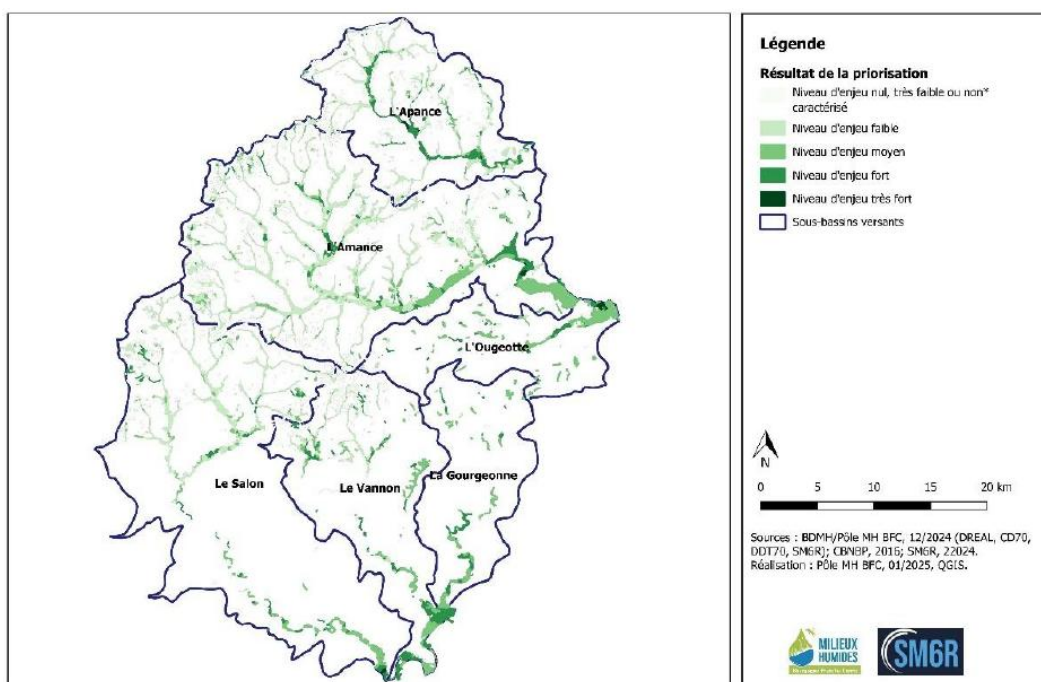 L'Apance
L'Amance
L'Ougeotte
Le Salon
Le Vannon
La Gourgeonne
Légende
Résultat de la priorisation
Niveau d'enjeu nul, très faible ou non*
caractérisé
Niveau d'enjeu faible
Niveau d'enjeu moyen
Niveau d'enjeu fort
Niveau d'enjeu très fort
Sous-bassins versants
N
0 5 10 15 20 km
Sources : BDMH/Pôle MH BFC, 12/2024 (DREAL, CD70,
DDT70, SM6R); CBNBP, 2016; SM6R, 22024.
Réalisation : Pôle MH BFC, 01/2025, QGIS.
MILIEUX
HUMIDES
SM6R